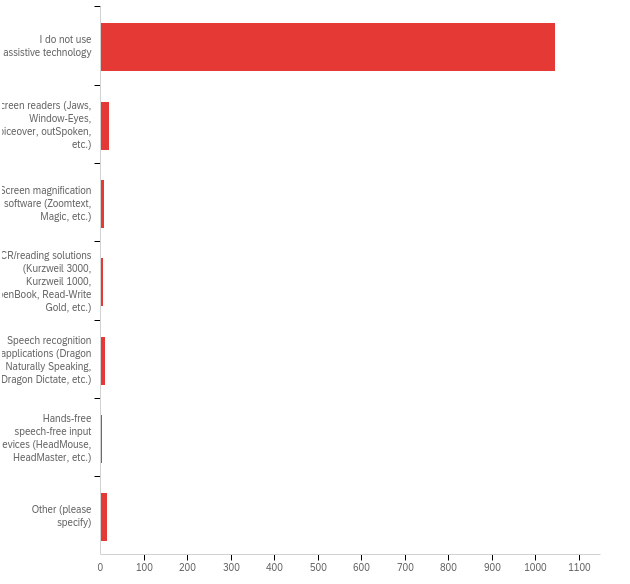 I do not use
assistive technology
creen readers (Jaws,
Window-Eyes,
oiceover, outSpoken,
etc.)
Screen magnification
software (Zoomtext,
Magic, etc.)
CR/reading solutions
(Kurzweil 3000,
Kurzweil 1000,
penBook, Read-Write
Gold, etc.)
Speech recognition
applications (Dragon
Naturally Speaking,
Dragon Dictate, etc.)
Hands-free
speech-free input
evices (HeadMouse,
HeadMaster, etc.)
Other (please
specify)
0 100 200 300 400 500 600 700 800 900 1000 1100